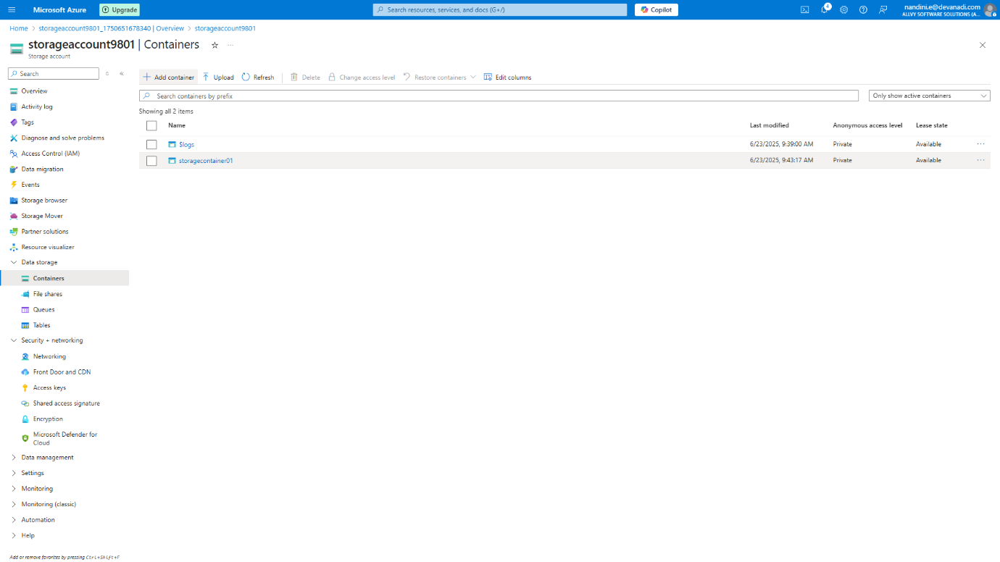 Microsoft Azure
Upgrade
Search resources, services, and docs (G+/)
Copilot
4
nandini.e@devanadi.com
ALLVY SOFTWARE SOLUTIONS (A...
Home > storageaccount9801_1750651678340 | Overview > storageaccount9801
storageaccount9801 | Containers
Storage account
Search
Overview
Activity log
Tags
Diagnose and solve problems
Access Control (IAM)
Data migration
Events
Storage browser
Storage Mover
Partner solutions
Resource visualizer
Data storage
Containers
File shares
Queues
Tables
Security + networking
Networking
Front Door and CDN
Access keys
Shared access signature
Encryption
Microsoft Defender for
Cloud
Data management
Settings
Monitoring
Monitoring (classic)
Automation
Help
Add or remove favorites by pressing Ctrl+Shift+F
Add container Upload Refresh Delete Change access level Restore containers Edit columns
Search containers by prefix
Only show active containers
Showing all 2 items
Name Last modified Anonymous access level Lease state
$logs 6/23/2025, 9:39:00 AM Private Available ...
storagecontainer01 6/23/2025, 9:43:17 AM Private Available ...